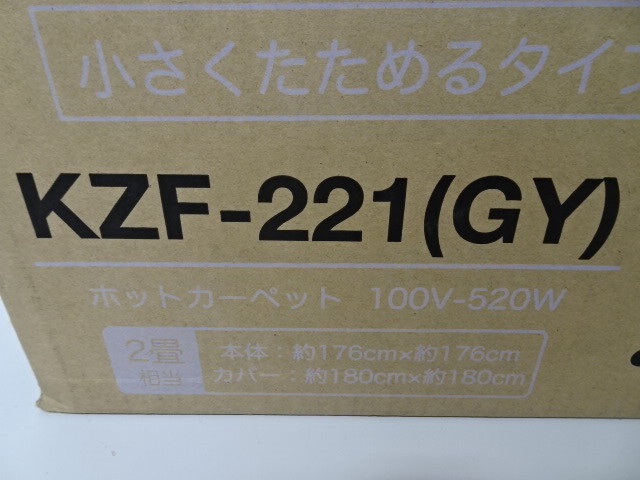 小さくたためるタイプ
KZF-221(GY)
ホットカーペット 100V-520W
2畳 相当
本体：約176cm×約176cm
カバー：約180cm×約180cm